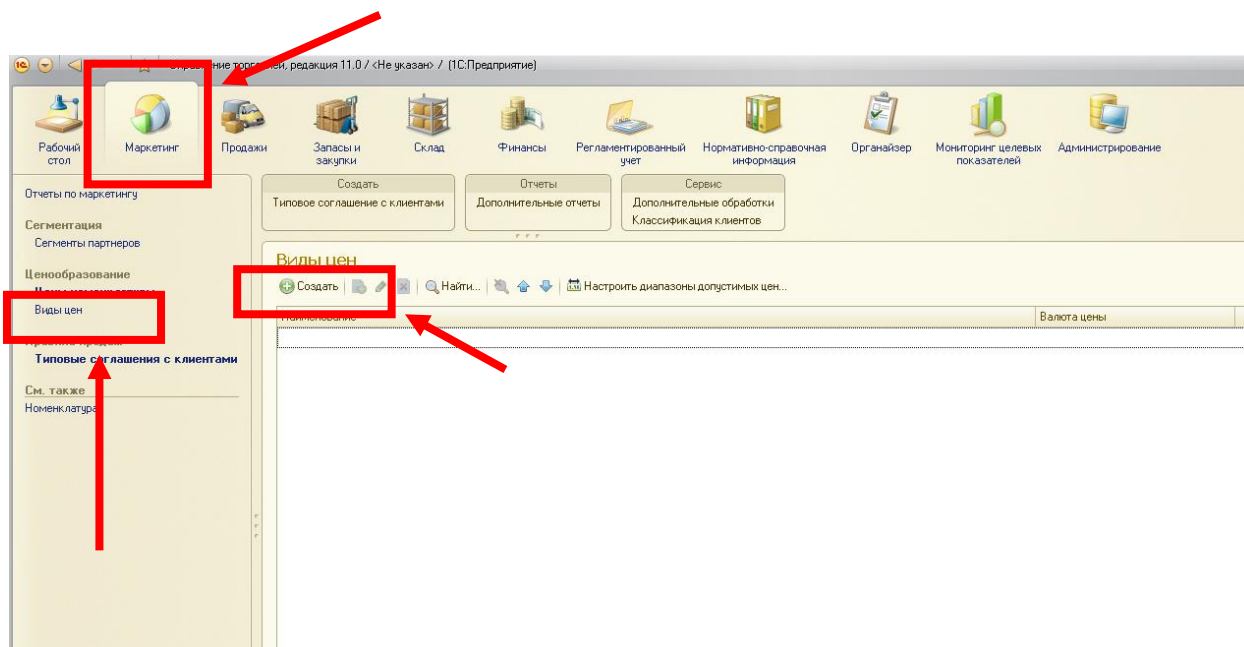 ние торг лей, редакция 11.0 / <Не указан> / (1С:Предприятие)
Рабочий стол
Маркетинг
Продажи
Запасы и закупки
Склад
Финансы
Регламентированный учет
Нормативно-справочная информация
Органайзер
Мониторинг целевых показателей
Администрирование
Отчеты по маркетингу
Сегментация
Сегменты партнеров
Ценообразование
Виды цен
Типовые соглашения с клиентами
См. также
Номенклатура
Создать
Типовое соглашение с клиентами
Отчеты
Дополнительные отчеты
Сервис
Дополнительные обработки
Классификация клиентов
Виды цен
Создать
Найти...
Настроить диапазоны допустимых цен...
Наименование
Валюта цены